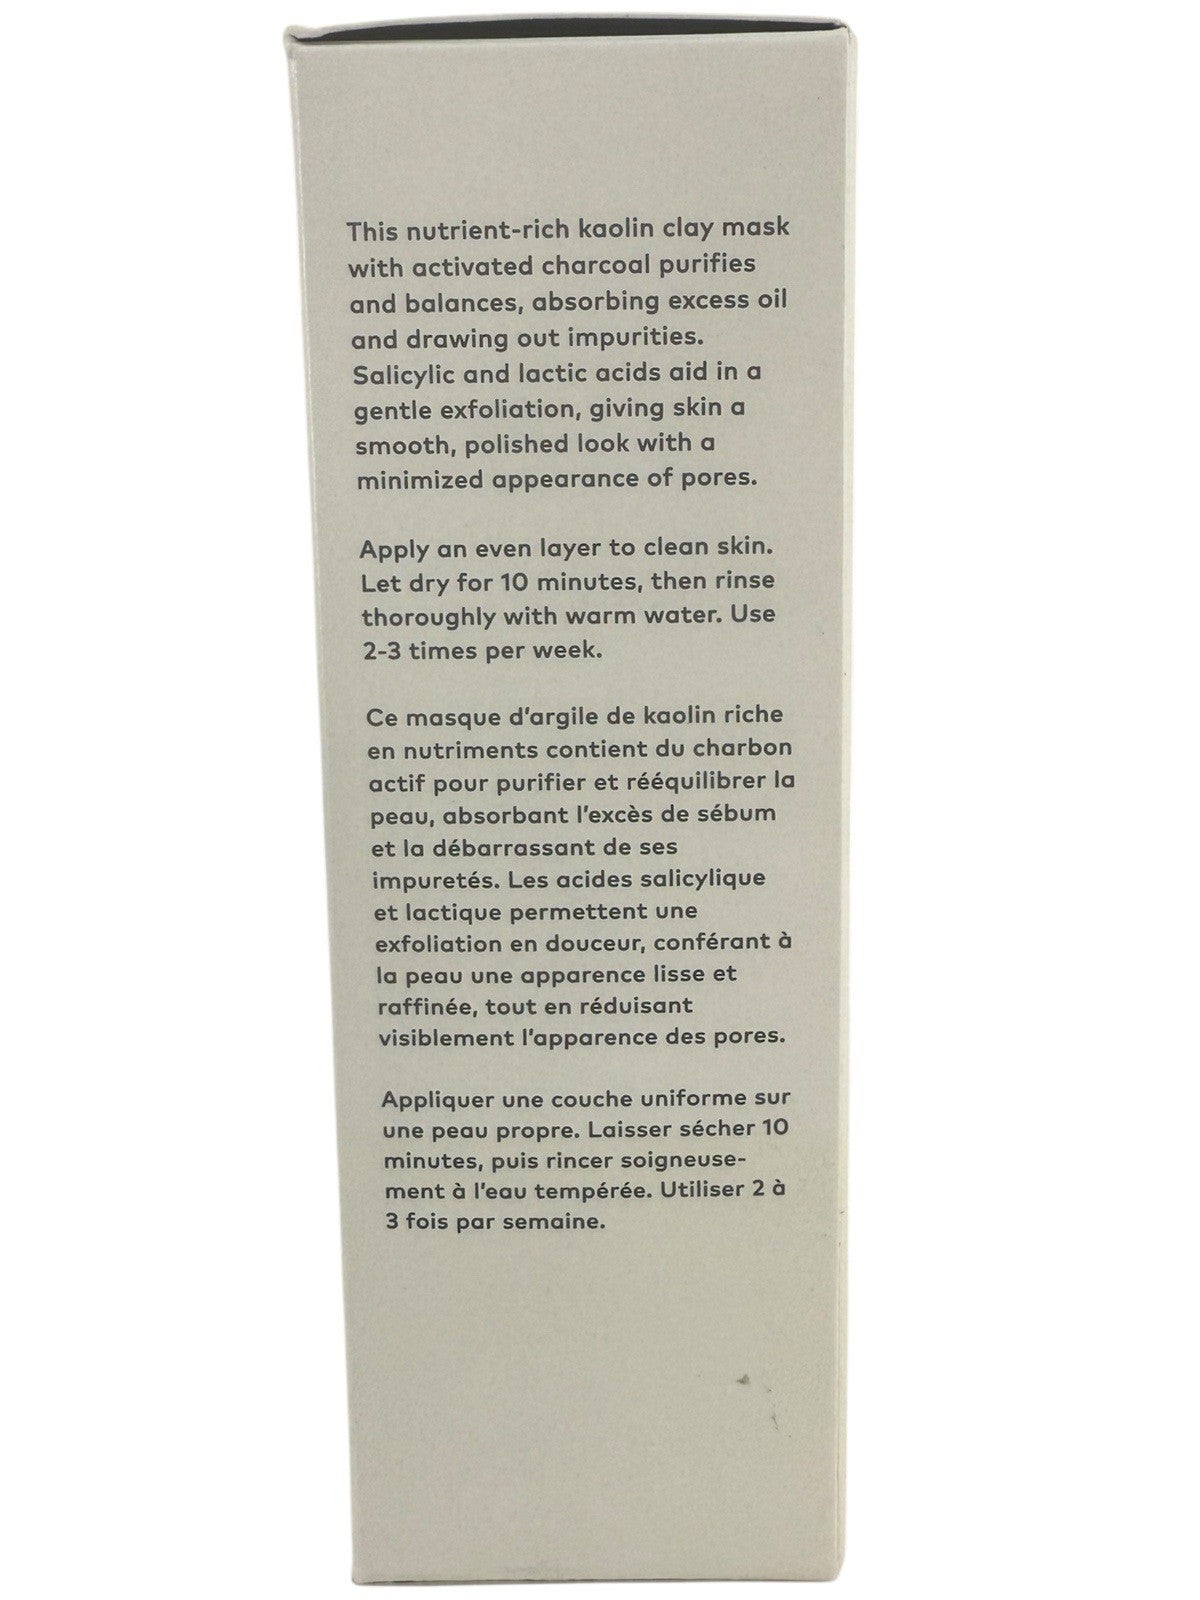 This nutrient-rich kaolin clay mask
with activated charcoal purifies
and balances, absorbing excess oil
and drawing out impurities.
Salicylic and lactic acids aid in a
gentle exfoliation, giving skin a
smooth, polished look with a
minimized appearance of pores.
Apply an even layer to clean skin.
Let dry for 10 minutes, then rinse
thoroughly with warm water. Use
2-3 times per week.
Ce masque d'argile de kaolin riche
en nutriments contient du charbon
actif pour purifier et rééquilibrer la
peau, absorbant l'excès de sébum
et la débarrassant de ses
impuretés. Les acides salicylique
et lactique permettent une
exfoliation en douceur, conférant à
la peau une apparence lisse et
raffinée, tout en réduisant
visiblement l'apparence des pores.
Appliquer une couche uniforme sur
une peau propre. Laisser sécher 10
minutes, puis rincer soigneuse-
ment à l'eau tempérée. Utiliser 2 à
3 fois par semaine.